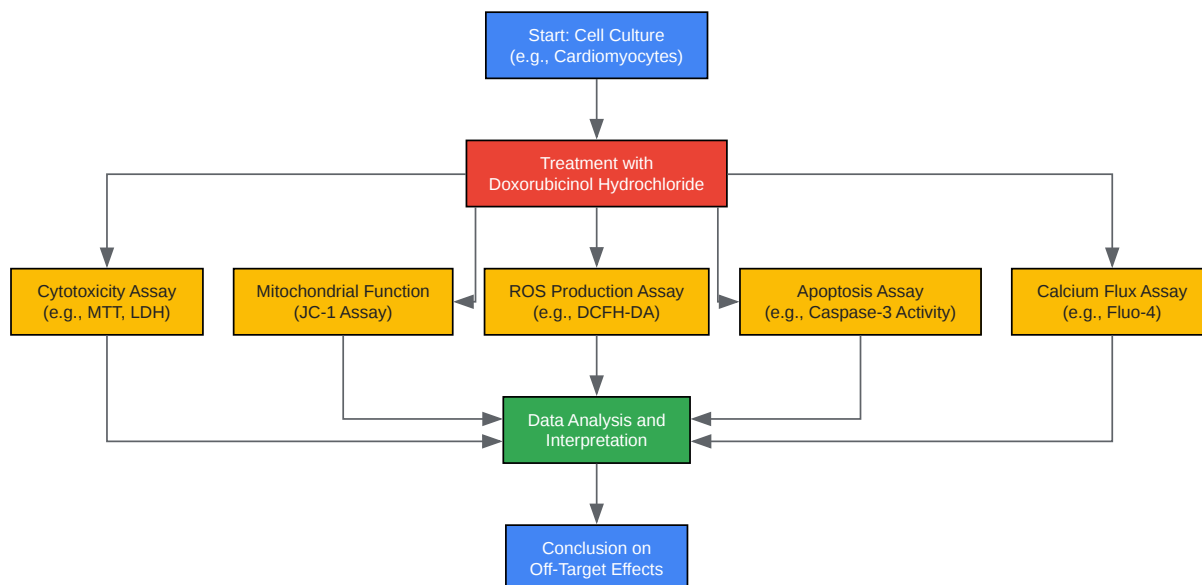 Start: Cell Culture
(e.g., Cardiomyocytes)
Treatment with
Doxorubicinol Hydrochloride
Cytotoxicity Assay
(e.g., MTT, LDH)
Mitochondrial Function
(JC-1 Assay)
ROS Production Assay
(e.g., DCFH-DA)
Apoptosis Assay
(e.g., Caspase-3 Activity)
Calcium Flux Assay
(e.g., Fluo-4)
Data Analysis and
Interpretation
Conclusion on
Off-Target Effects